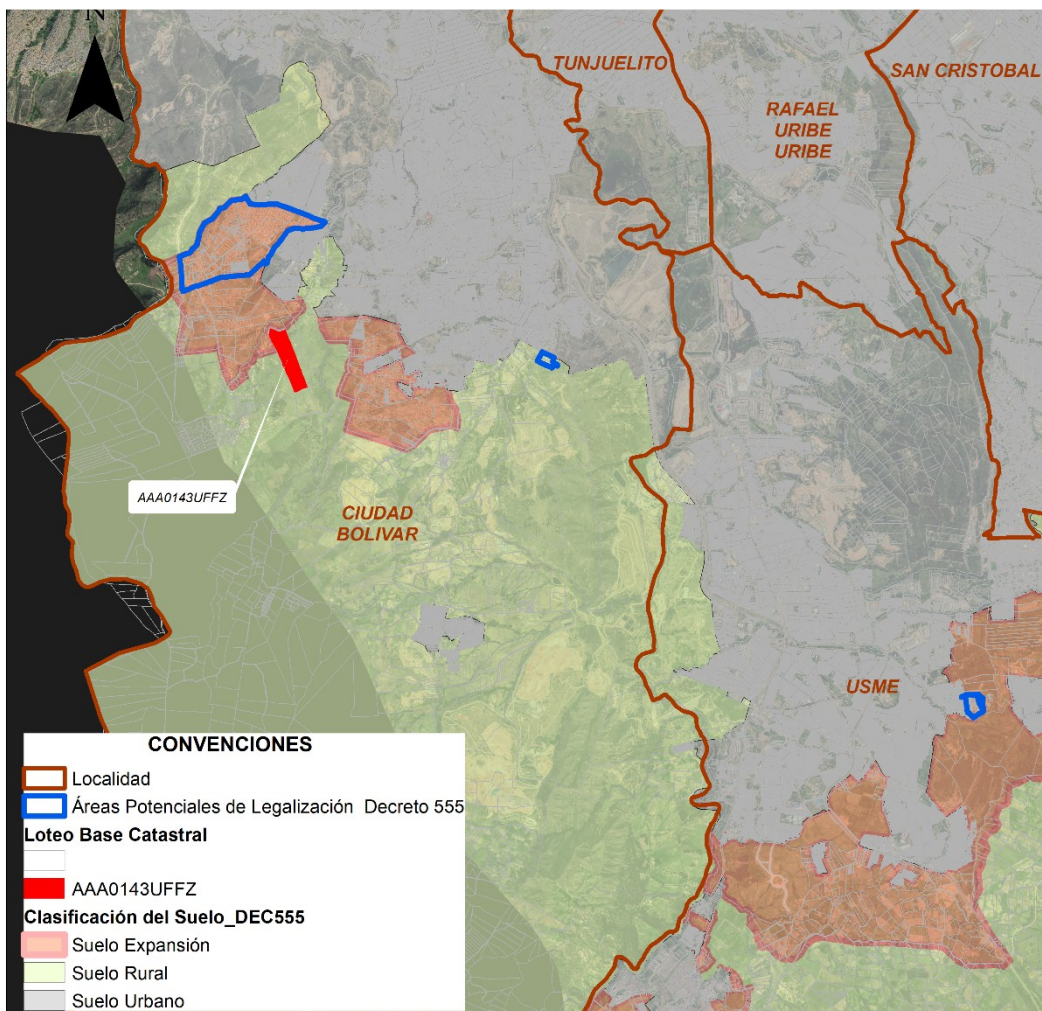 N
TUNJUELITO
SAN CRISTOBAL
RAFAEL
URIBE
URIBE
AAA0143UFFZ
CIUDAD
BOLIVAR
USME
CONVENCIONES
Localidad
Áreas Potenciales de Legalización Decreto 555
Loteo Base Catastral
AAA0143UFFZ
Clasificación del Suelo_DEC555
Suelo Expansión
Suelo Rural
Suelo Urbano